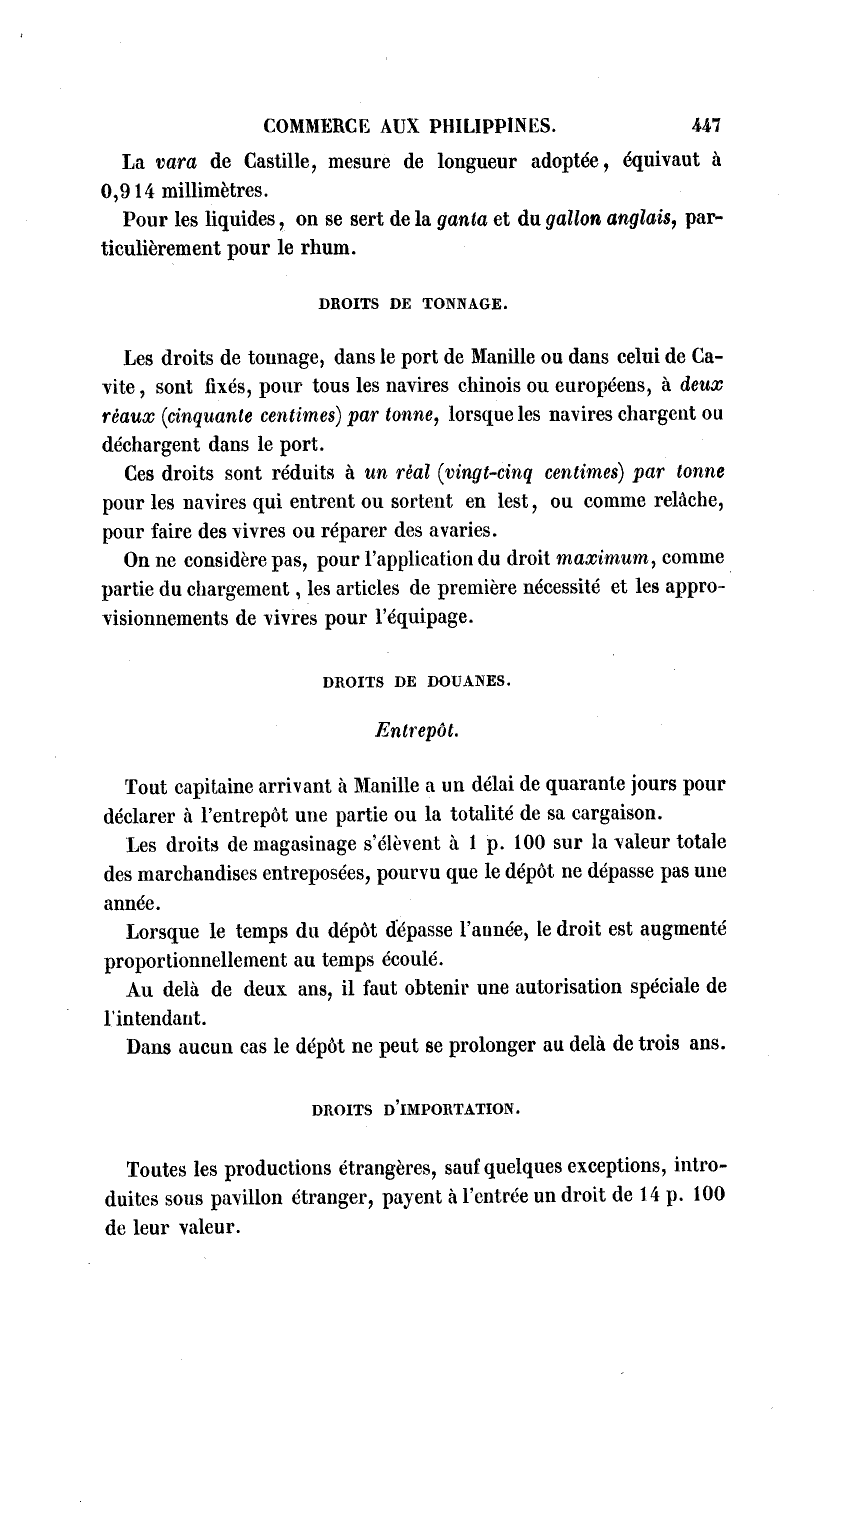 COMMERCE AUX PHILIPPINES. 447
La vara de Castille, mesure de longueur adoptée, équivaut à
0,914 millimètres.
Pour les liquides, on se sert de la ganta et du gallon anglais, par-
ticulièrement pour le rhum.
DROITS DE TONNAGE.
Les droits de tonnage, dans le port de Manille ou dans celui de Ca-
vite, sont fixés, pour tous les navires chinois ou européens, à deux
réaux (cinquante centimes) par tonne, lorsque les navires chargent ou
déchargent dans le port.
Ces droits sont réduits à un réal (vingt-cinq centimes) par tonne
pour les navires qui entrent ou sortent en lest, ou comme relâche,
pour faire des vivres ou réparer des avaries.
On ne considère pas, pour l'application du droit maximum, comme
partie du chargement, les articles de première nécessité et les appro-
visionnements de vivres pour l'équipage.
DROITS DE DOUANES.
Entrepôt.
Tout capitaine arrivant à Manille a un délai de quarante jours pour
déclarer à l'entrepôt une partie ou la totalité de sa cargaison.
Les droits de magasinage s'élèvent à 1 p. 100 sur la valeur totale
des marchandises entreposées, pourvu que le dépôt ne dépasse pas une
année.
Lorsque le temps du dépôt dépasse l'année, le droit est augmenté
proportionnellement au temps écoulé.
Au delà de deux ans, il faut obtenir une autorisation spéciale de
l'intendant.
Dans aucun cas le dépôt ne peut se prolonger au delà de trois ans.
DROITS D'IMPORTATION.
Toutes les productions étrangères, sauf quelques exceptions, intro-
duites sous pavillon étranger, payent à l'entrée un droit de 14 p. 100
de leur valeur.